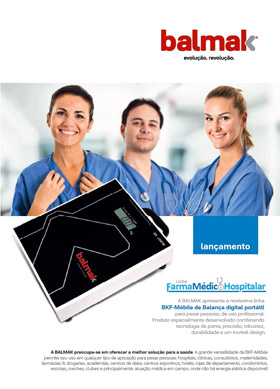 balmak
evolução. revolução.
balmak
lançamento
Linha
FarmaMédic Hospitalar
A BALMAK apresenta a novíssima linha
BKF-Mobile de Balança digital portátil
para pesar pessoas, de uso profissional.
Produto especialmente desenvolvido combinando
tecnologia de ponta, precisão, robustez,
durabilidade e um incrível design.
A BALMAK preocupa-se em oferecer a melhor solução para a saúde. A grande versatilidade da BKF-Mobile
permite seu uso em qualquer tipo de aplicação para pesar pessoas: hospitais, clínicas, consultórios, maternidades,
farmácias & drogarias, academias, centros de dieta, centros esportivos, hotéis, lojas de departamento, condomínios,
escolas, creches, clubes e principalmente atuação médica em campo, onde não há energia elétrica disponível!